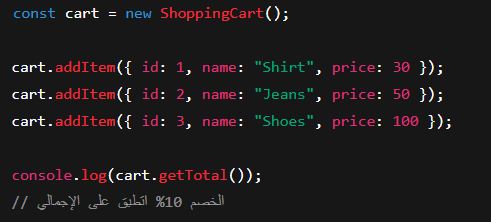 const cart = new ShoppingCart();
cart.addItem({ id: 1, name: "Shirt", price: 30 });
cart.addItem({ id: 2, name: "Jeans", price: 50 });
cart.addItem({ id: 3, name: "Shoes", price: 100 });
console.log(cart.getTotal());
// الخصم 10% اتطبق على الإجمالي